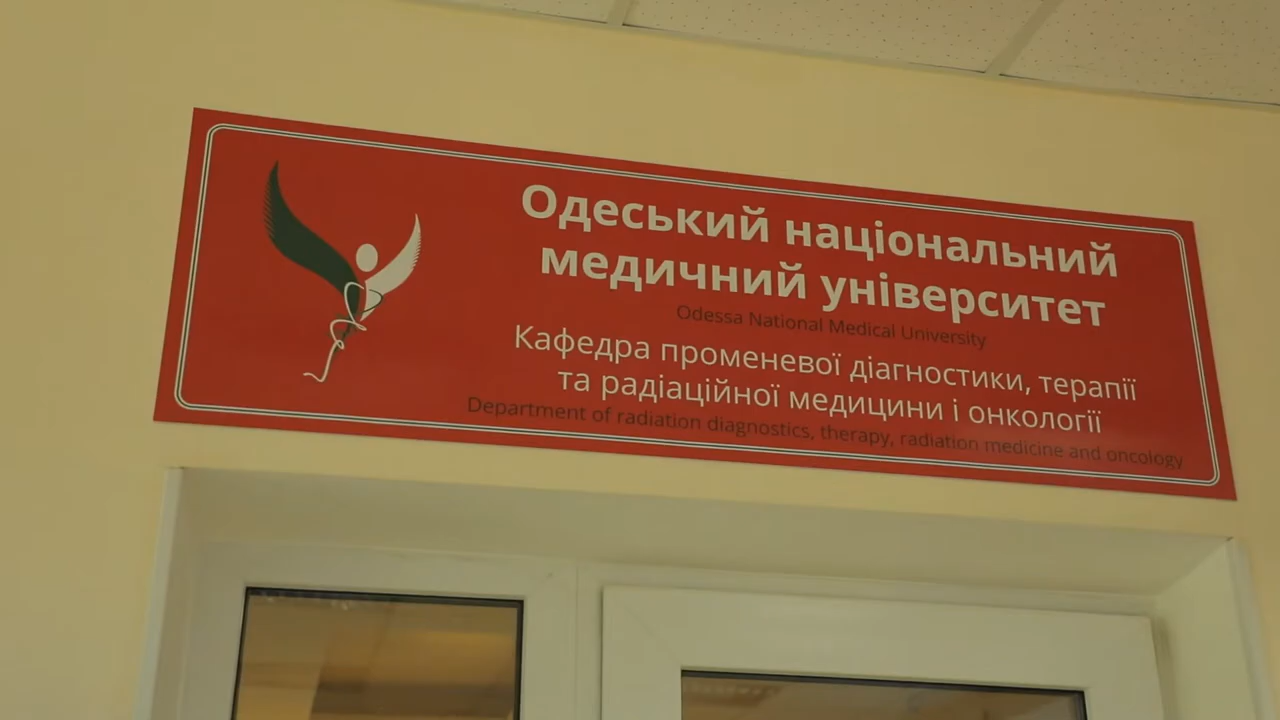 Одеський національний
медичний університет
Odessa National Medical University
Кафедра променевої діагностики, терапії
та радіаційної медицини і онкології
Department of radiation diagnostics, therapy, radiation medicine and oncology